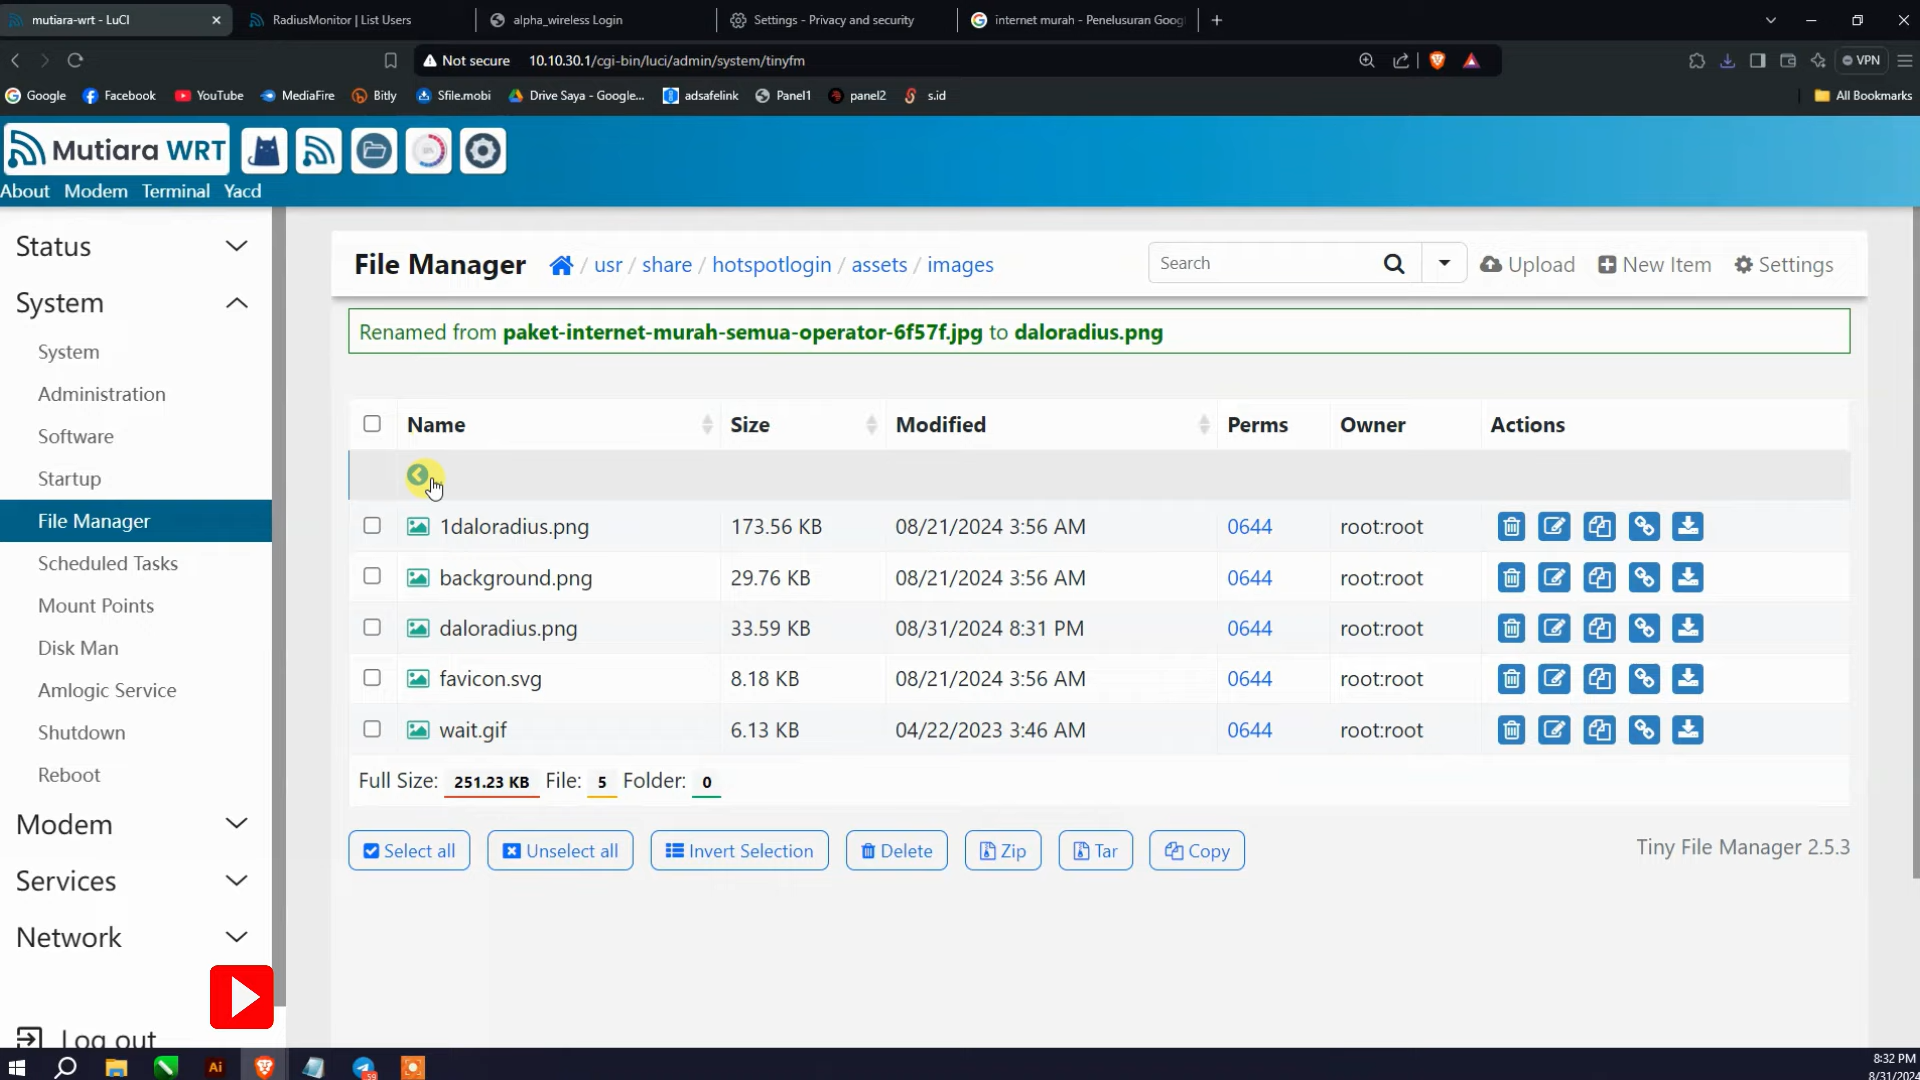 mutiara-wrt - LuCI
RadiusMonitor | List Users
alpha_wireless Login
Settings - Privacy and security
internet murah - Penelusuran Goog
Not secure 10.10.30.1/cgi-bin/luci/admin/system/tinyfm
VPN
Google Facebook YouTube MediaFire Bitly Sfile.mobi Drive Saya - Google... adsafelink Panel1 panel2 s.id All Bookmarks
Mutiara WRT
About Modem Terminal Yacd
Status
System
System
Administration
Software
Startup
File Manager
Scheduled Tasks
Mount Points
Disk Man
Amlogic Service
Shutdown
Reboot
Modem
Services
Network
Log out
File Manager / usr / share / hotspotlogin / assets / images
Search
Upload New Item Settings
Renamed from paket-internet-murah-semua-operator-6f57f.jpg to daloradius.png
Name Size Modified Perms Owner Actions
1daloradius.png 173.56 KB 08/21/2024 3:56 AM 0644 root:root
background.png 29.76 KB 08/21/2024 3:56 AM 0644 root:root
daloradius.png 33.59 KB 08/31/2024 8:31 PM 0644 root:root
favicon.svg 8.18 KB 08/21/2024 3:56 AM 0644 root:root
wait.gif 6.13 KB 04/22/2023 3:46 AM 0644 root:root
Full Size: 251.23 KB File: 5 Folder: 0
Select all Unselect all Invert Selection Delete Zip Tar Copy
Tiny File Manager 2.5.3
Ai
59
8:32 PM
8/31/2024